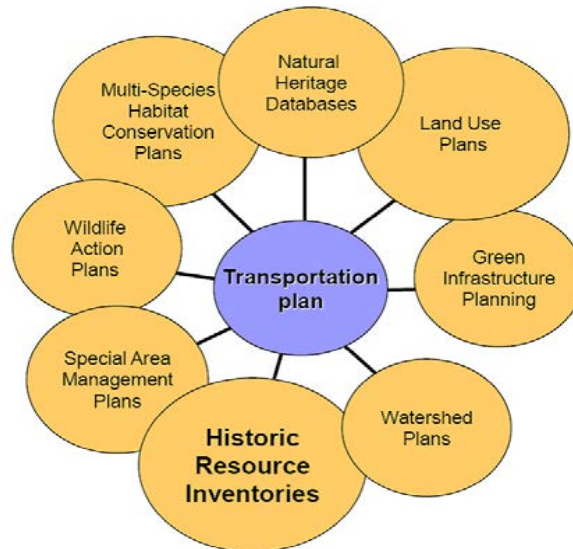 Natural
Heritage
Databases
Multi-Species
Habitat
Conservation
Plans
Land Use
Plans
Wildlife
Action
Plans
Transportation
plan
Green
Infrastructure
Planning
Special Area
Management
Plans
Historic
Resource
Inventories
Watershed
Plans